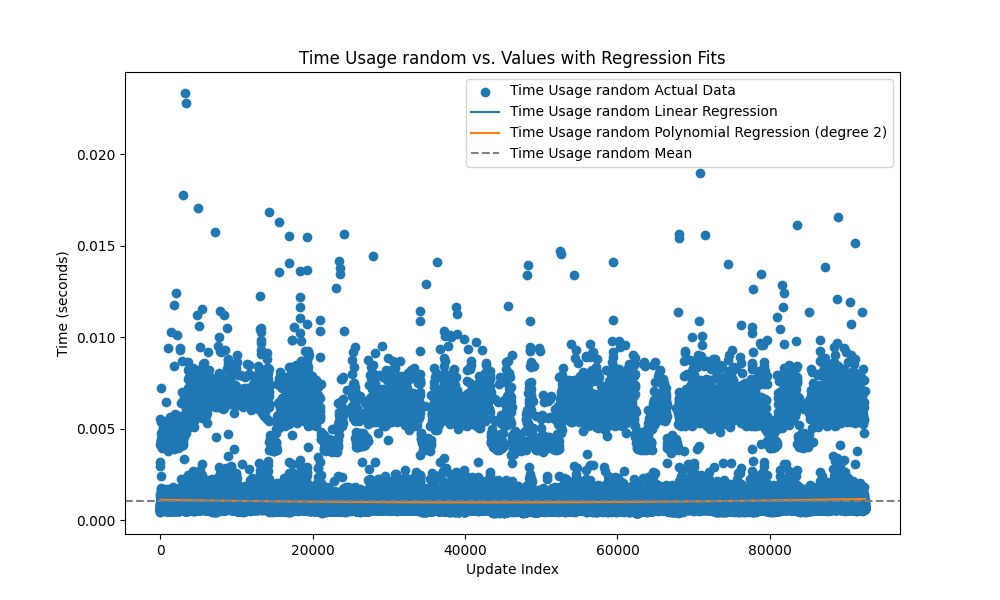 Time Usage random vs. Values with Regression Fits
Time Usage random Actual Data
Time Usage random Linear Regression
Time Usage random Polynomial Regression (degree 2)
Time Usage random Mean
Time (seconds)
0.020
0.015
0.010
0.005
0.000
0
20000
40000
60000
80000
Update Index